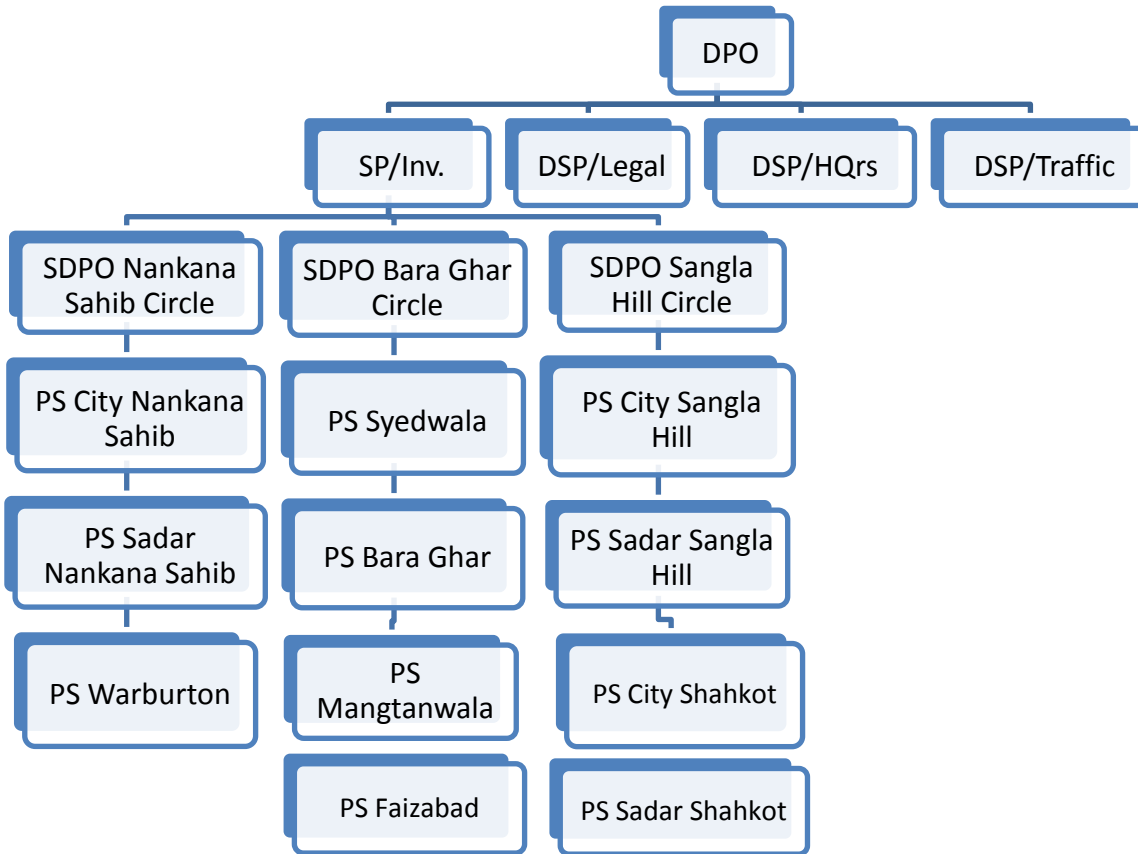 DPO
SP/Inv.
DSP/Legal
DSP/HQrs
DSP/Traffic
SDPO Nankana
Sahib Circle
SDPO Bara Ghar
Circle
SDPO Sangla
Hill Circle
PS City Nankana
Sahib
PS Syedwala
PS City Sangla
Hill
PS Sadar
Nankana Sahib
PS Bara Ghar
PS Sadar Sangla
Hill
PS Warburton
PS
Mangtanwala
PS City Shahkot
PS Faizabad
PS Sadar Shahkot